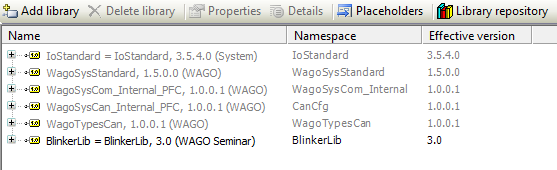 Add library Delete library Properties Details Placeholders Library repository
Name Namespace Effective version
IoStandard = IoStandard, 3.5.4.0 (System) IoStandard 3.5.4.0
WagoSysStandard, 1.5.0.0 (WAGO) WagoSysStandard 1.5.0.0
WagoSysCom_Internal_PFC, 1.0.0.1 (WAGO) WagoSysCom_Internal 1.0.0.1
WagoSysCan_Internal_PFC, 1.0.0.1 (WAGO) CanCfg 1.0.0.1
WagoTypesCan, 1.0.0.1 (WAGO) WagoTypesCan 1.0.0.1
BlinkerLib = BlinkerLib, 3.0 (WAGO Seminar) BlinkerLib 3.0